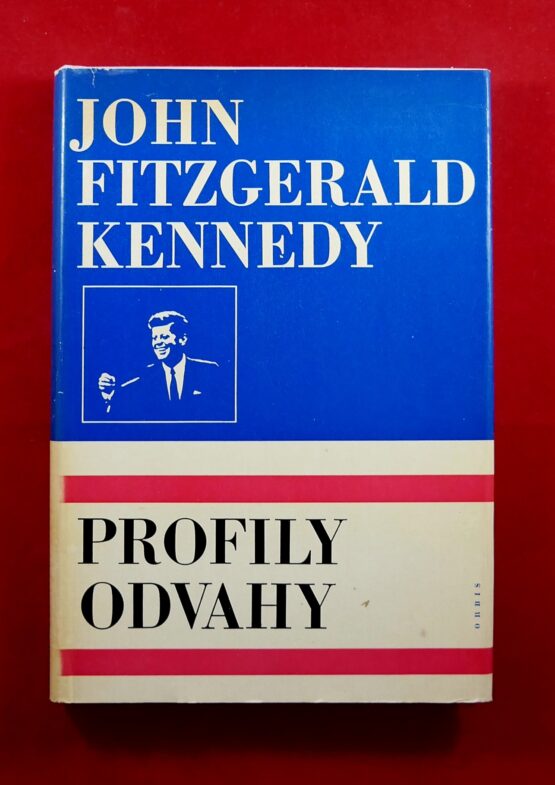 JOHN
FITZGERALD
KENNEDY
PROFILY
ODVAHY
ORBIS